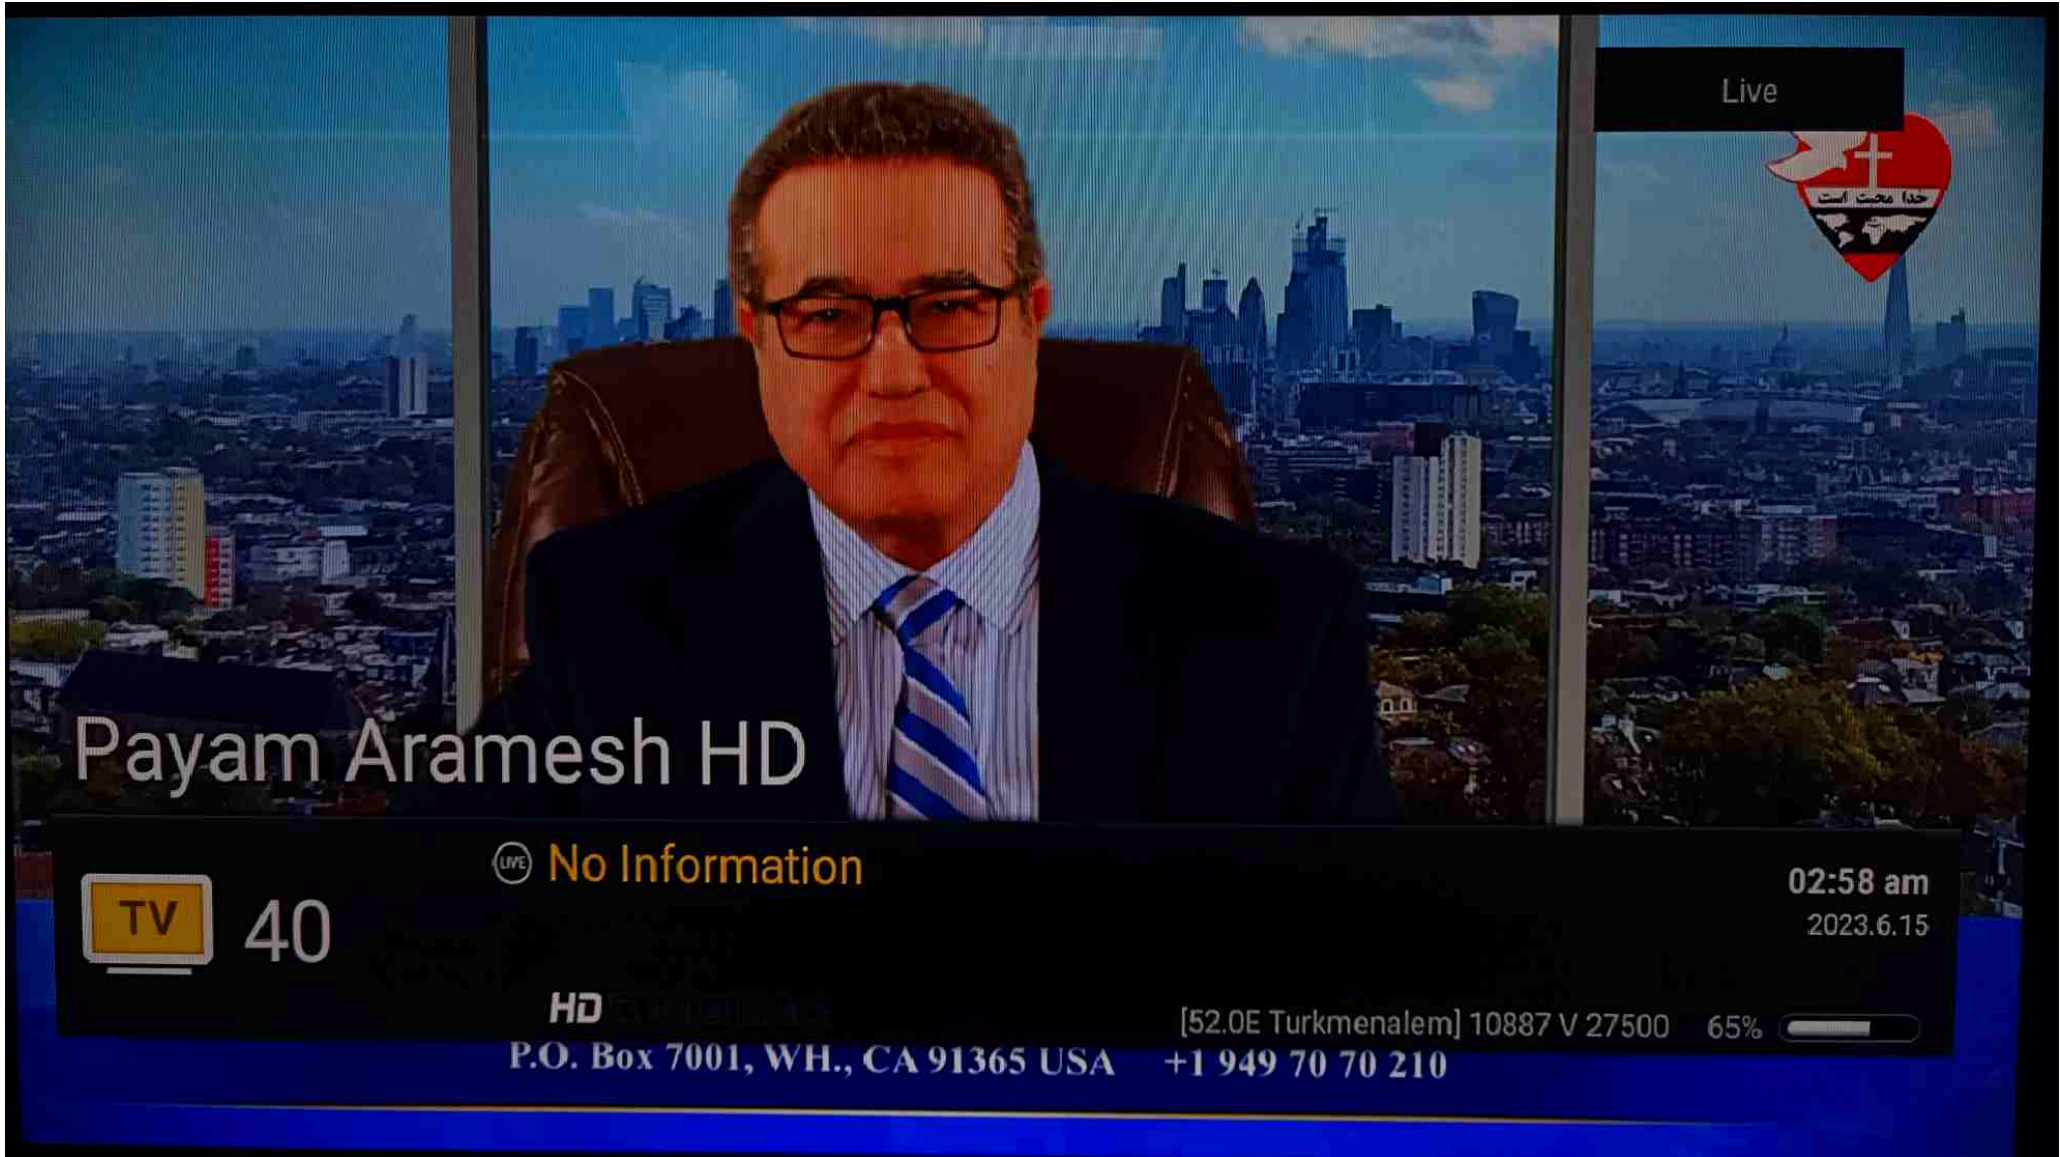 Live
خدا محبت است
Payam Aramesh HD
LIVE No Information
02:58 am
TV 40
2023.6.15
HD
[52.0E Turkmenalem] 10887 V 27500 65%
P.O. Box 7001, WH., CA 91365 USA +1 949 70 70 210